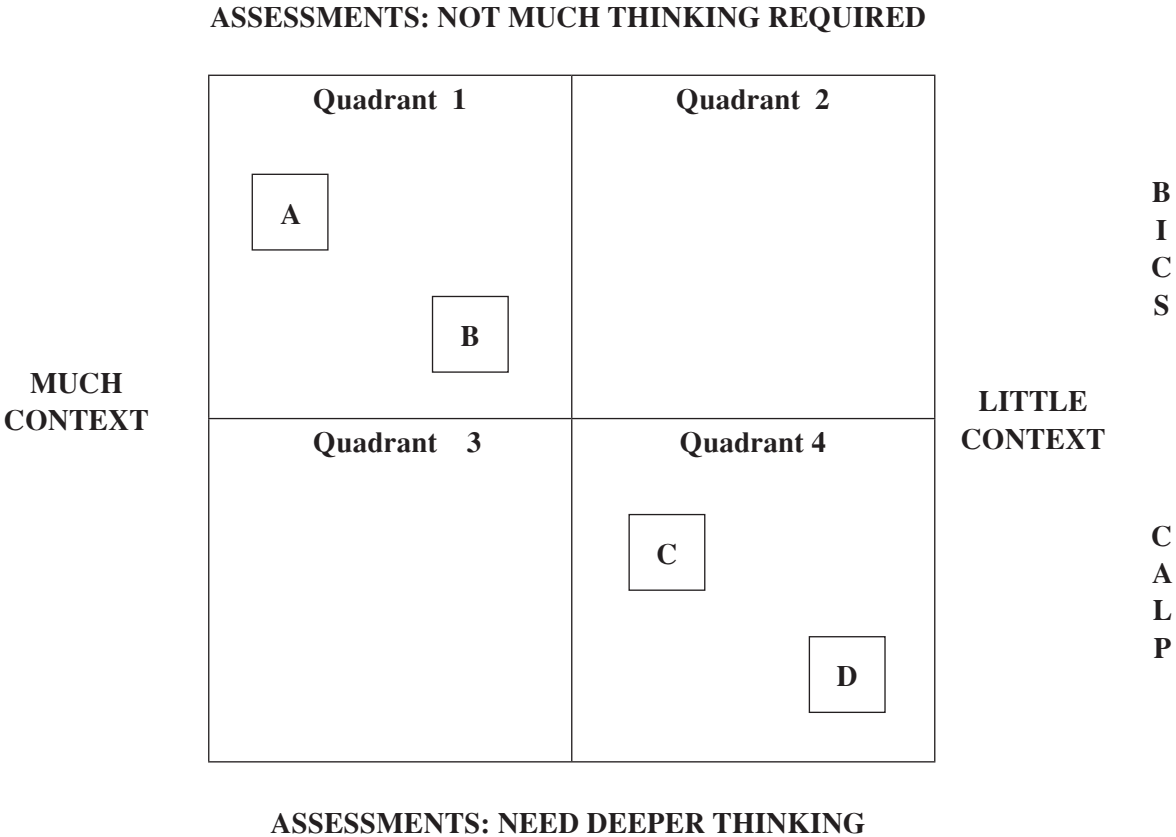 ASSESSMENTS: NOT MUCH THINKING REQUIRED
Quadrant 1
Quadrant 2
A
B
B
I
C
S
MUCH
CONTEXT
LITTLE
CONTEXT
Quadrant 3
Quadrant 4
C
D
C
A
L
P
ASSESSMENTS: NEED DEEPER THINKING